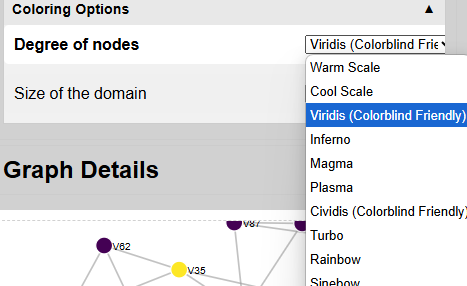 Coloring Options ▲
Degree of nodes
Viridis (Colorblind Frie
Warm Scale
Cool Scale
Viridis (Colorblind Friendly)
Inferno
Magma
Plasma
Cividis (Colorblind Friendly)
Turbo
Rainbow
Sinebow
Size of the domain
Graph Details
V87
V62
V35